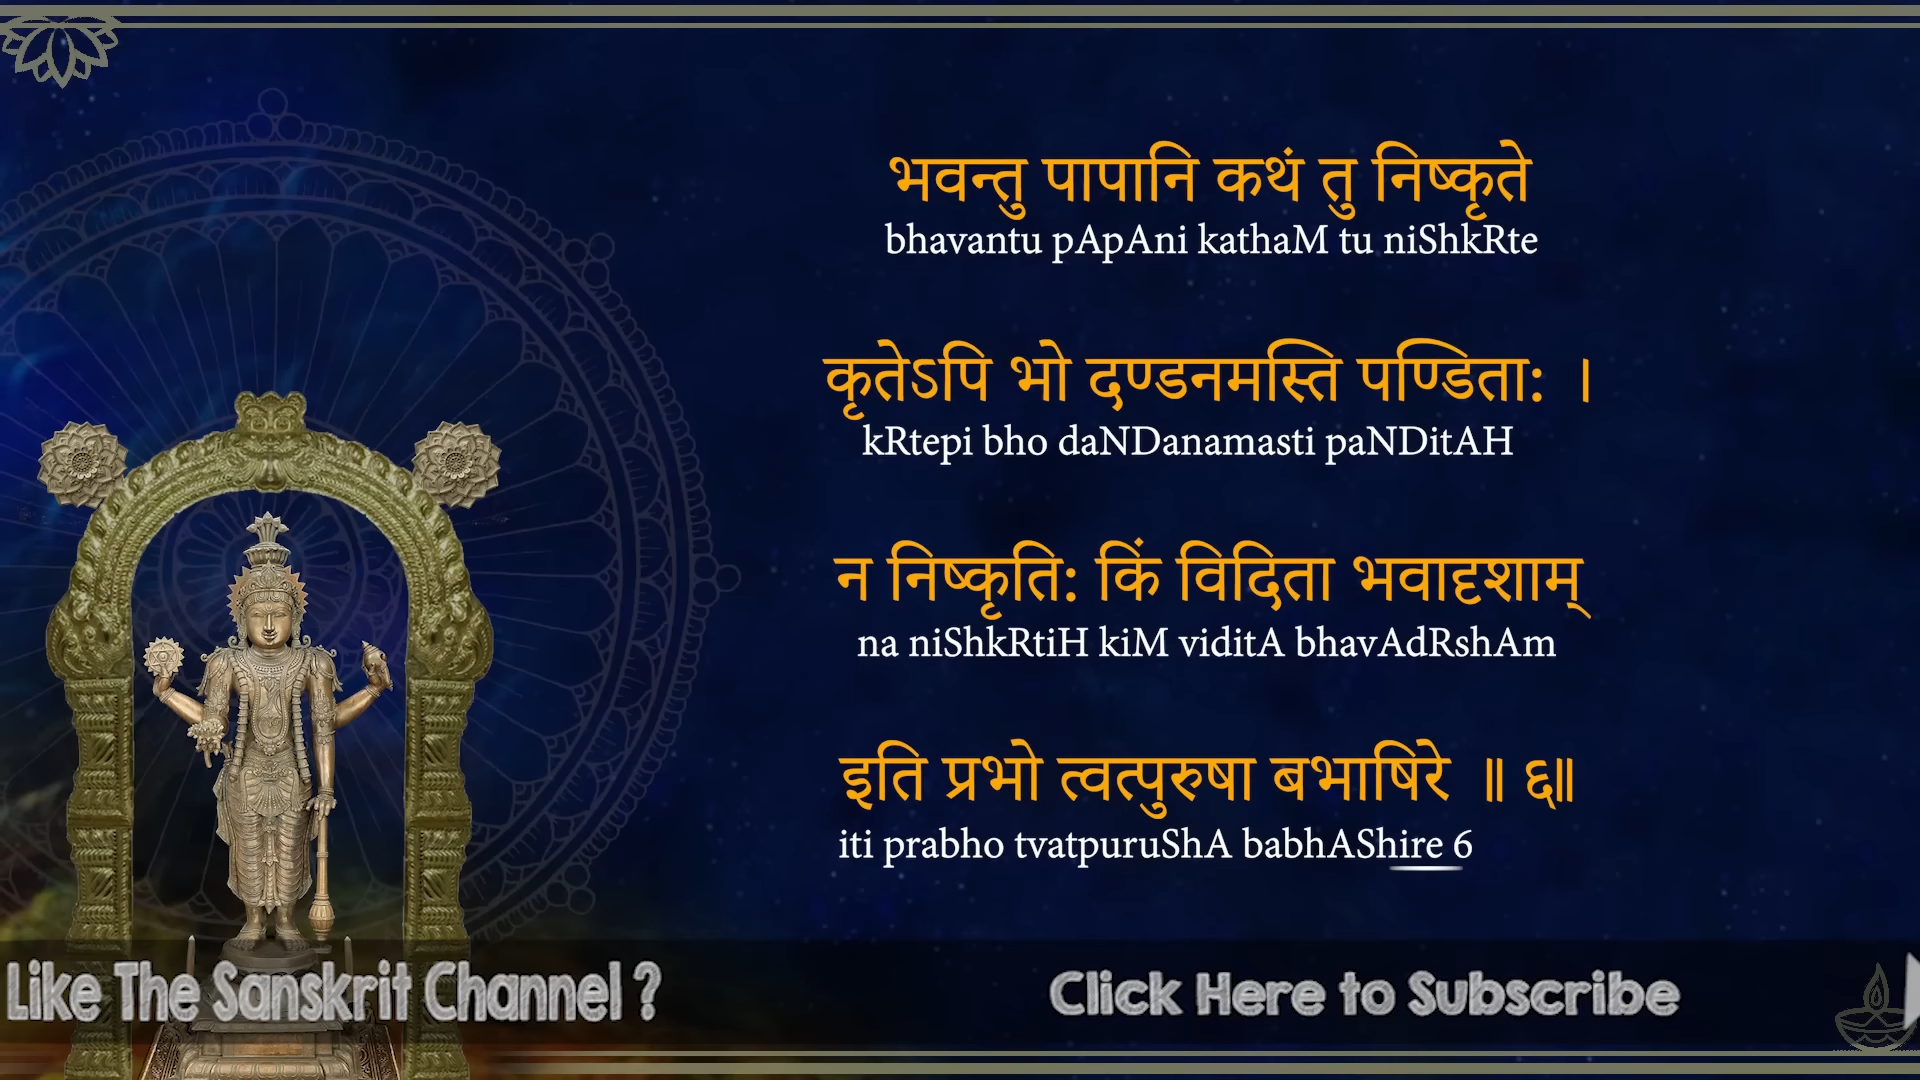 भवन्तु पापानि कथं तु निष्कृते
bhavantu pApAni kathaM tu niShkRte
कृतेऽपि भो दण्डनमस्ति पण्डिताः ।
kRtepi bho daNDanamasti paNDitAH
न निष्कृतिः किं विदिता भवादृशाम्
na niShkRtiH kiM viditA bhavAdRshAm
इति प्रभो त्वत्पुरुषा बभाषिरे ॥ ६॥
iti prabho tvatpuruShA babhAShire 6
Like The Sanskrit Channel ?
Click Here to Subscribe